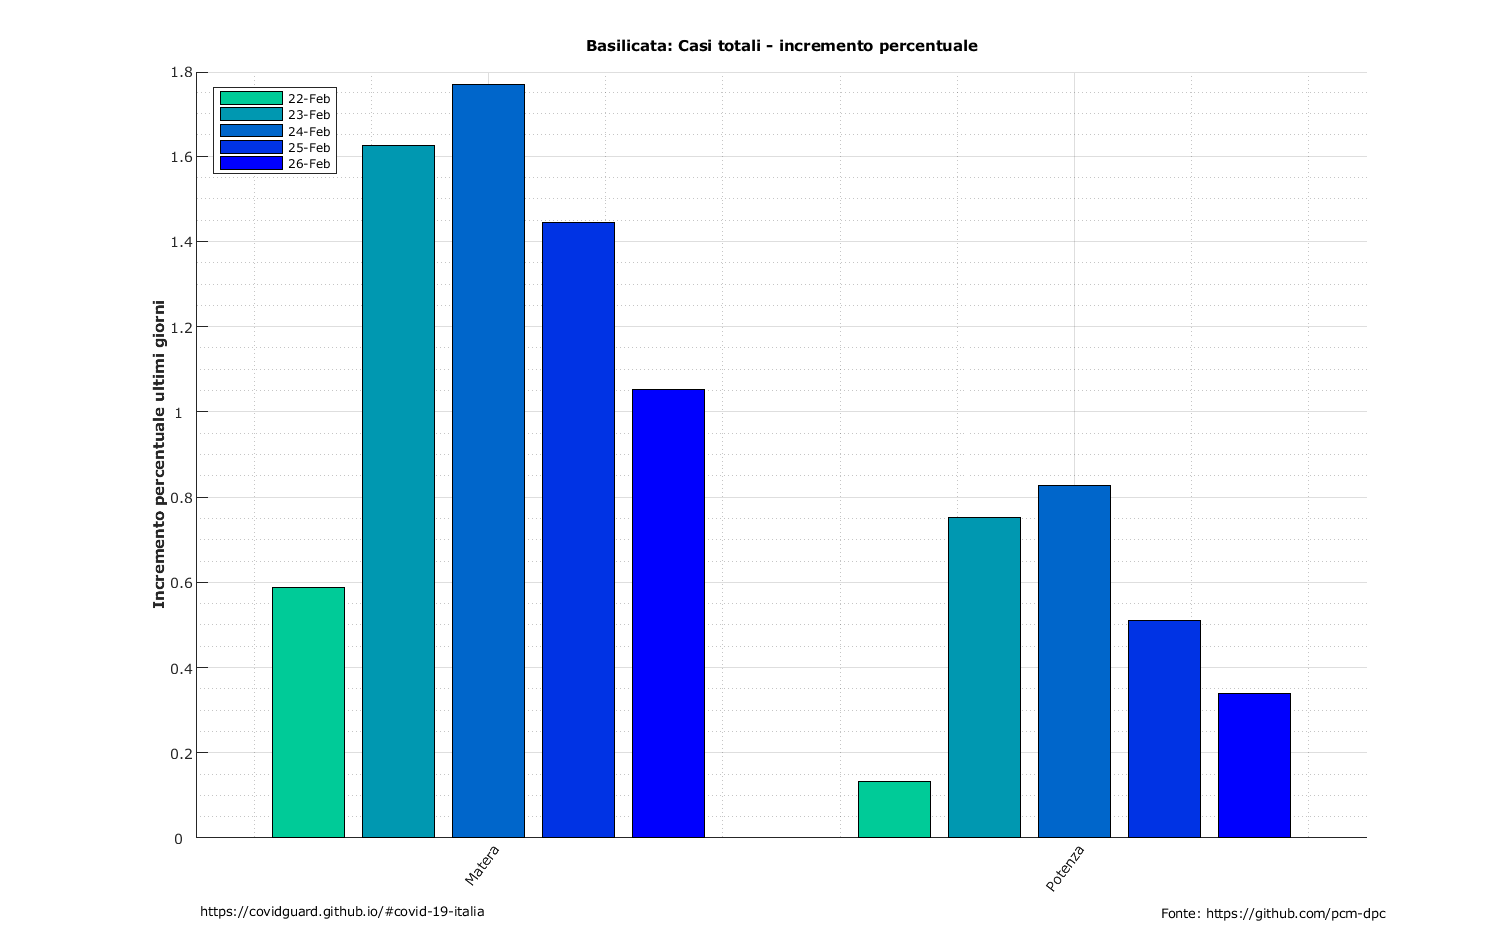 Basilicata: Casi totali - incremento percentuale
22-Feb
23-Feb
24-Feb
25-Feb
26-Feb
Incremento percentuale ultimi giorni
1.8
1.6
1.4
1.2
1
0.8
0.6
0.4
0.2
0
Matera
Potenza
https://covidguard.github.io/#covid-19-italia
Fonte: https://github.com/pcm-dpc